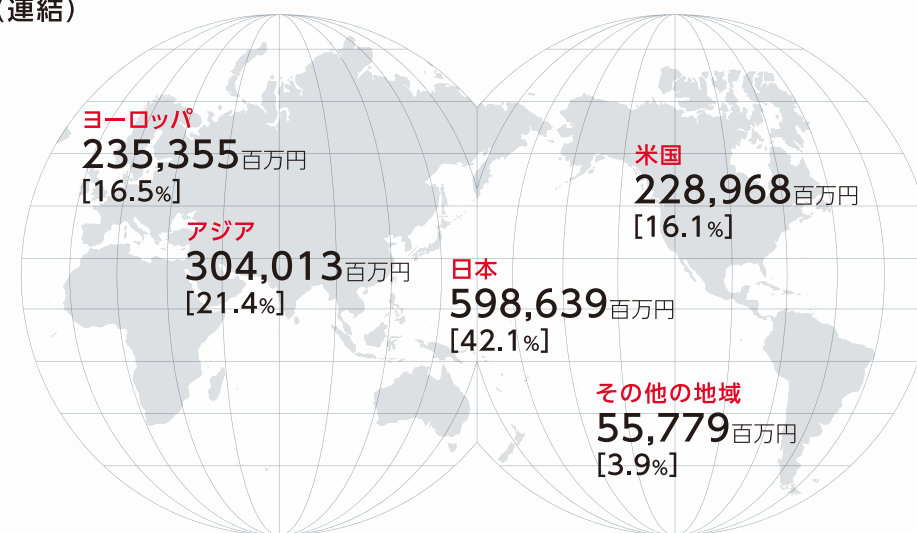 (連結)
ヨーロッパ
235,355百万円
[16.5%]
アジア
304,013百万円
[21.4%]
日本
598,639百万円
[42.1%]
米国
228,968百万円
[16.1%]
その他の地域
55,779百万円
[3.9%]